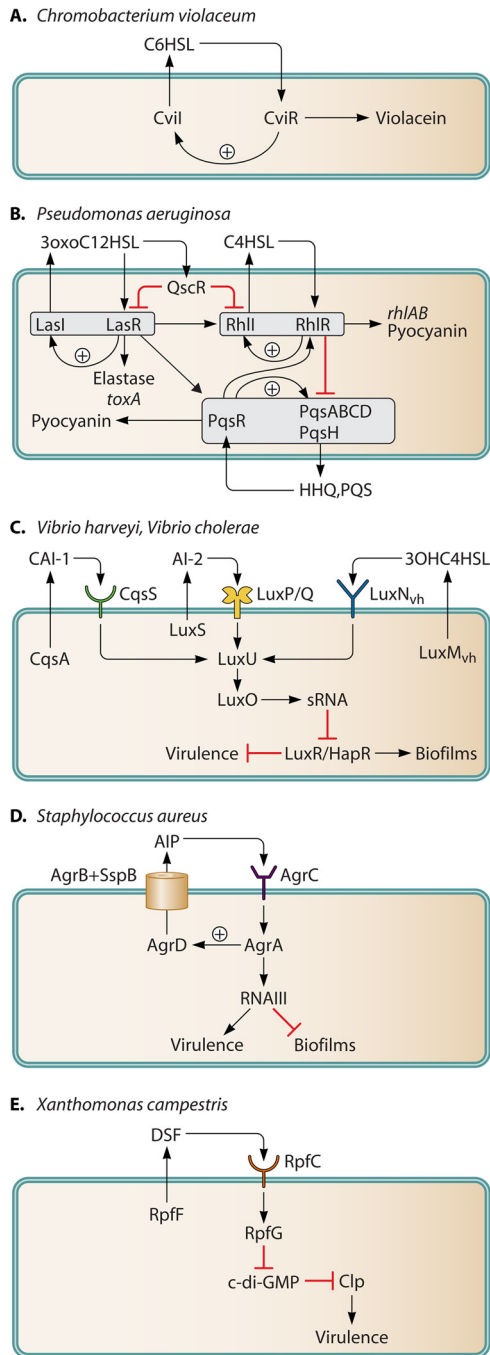 A. Chromobacterium violaceum
C6HSL
CviI
CviR
Violacein
+
B. Pseudomonas aeruginosa
3oxoC12HSL
C4HSL
QscR
LasI
LasR
RhlI
RhlR
rhlAB
Pyocyanin
+
+
Elastase
toxA
+
Pyocyanin
PqsR
PqsABCD
PqsH
HHQ,PQS
C. Vibrio harveyi, Vibrio cholerae
CAI-1
AI-2
3OHC4HSL
CqsS
LuxP/Q
LuxNvh
LuxS
CqsA
LuxU
LuxMvh
LuxO
sRNA
Virulence
LuxR/HapR
Biofilms
D. Staphylococcus aureus
AIP
AgrB+SspB
AgrC
+
AgrD
AgrA
RNAIII
Virulence
Biofilms
E. Xanthomonas campestris
DSF
RpfC
RpfF
RpfG
c-di-GMP
Clp
Virulence